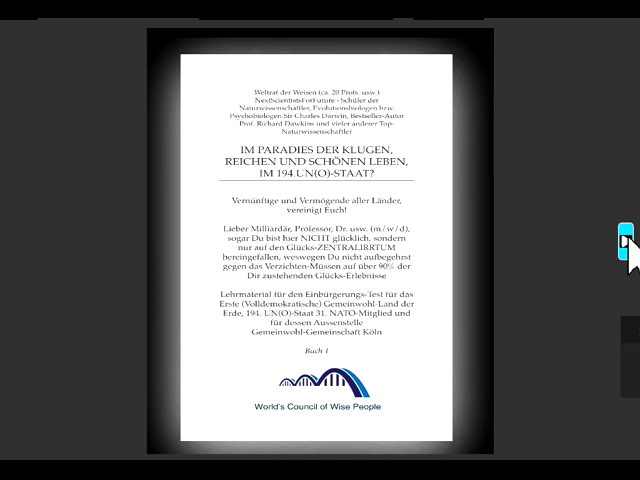 Weltrat der Weisen (ca. 20 Profs. usw.)
NextScientistsForFuture - Schüler der
Naturwissenschaftler, Evolutionsbiologen bzw.
Psychobiologen Sir Charles Darwin, Bestseller-Autor
Prof. Richard Dawkins und vieler anderer Top-
Naturwissenschaftler
IM PARADIES DER KLUGEN,
REICHEN UND SCHÖNEN LEBEN,
IM 194.UN(O)-STAAT?
Vernünftige und Vermögende aller Länder,
vereinigt Euch!
Lieber Milliardär, Professor, Dr. usw. (m/w/d),
sogar Du bist hier NICHT glücklich, sondern
nur auf den Glücks-ZENTRALIRRTUM
hereingefallen, weswegen Du nicht aufbegehrst
gegen das Verzichten-Müssen auf über 90% der
Dir zustehenden Glücks-Erlebnisse
Lehrmaterial für den Einbürgerungs-Test für das
Erste (Volldemokratische) Gemeinwohl-Land der
Erde, 194. UN(O)-Staat 31. NATO-Mitglied und
für dessen Aussenstelle
Gemeinwohl-Gemeinschaft Köln
Buch 1
World's Council of Wise People